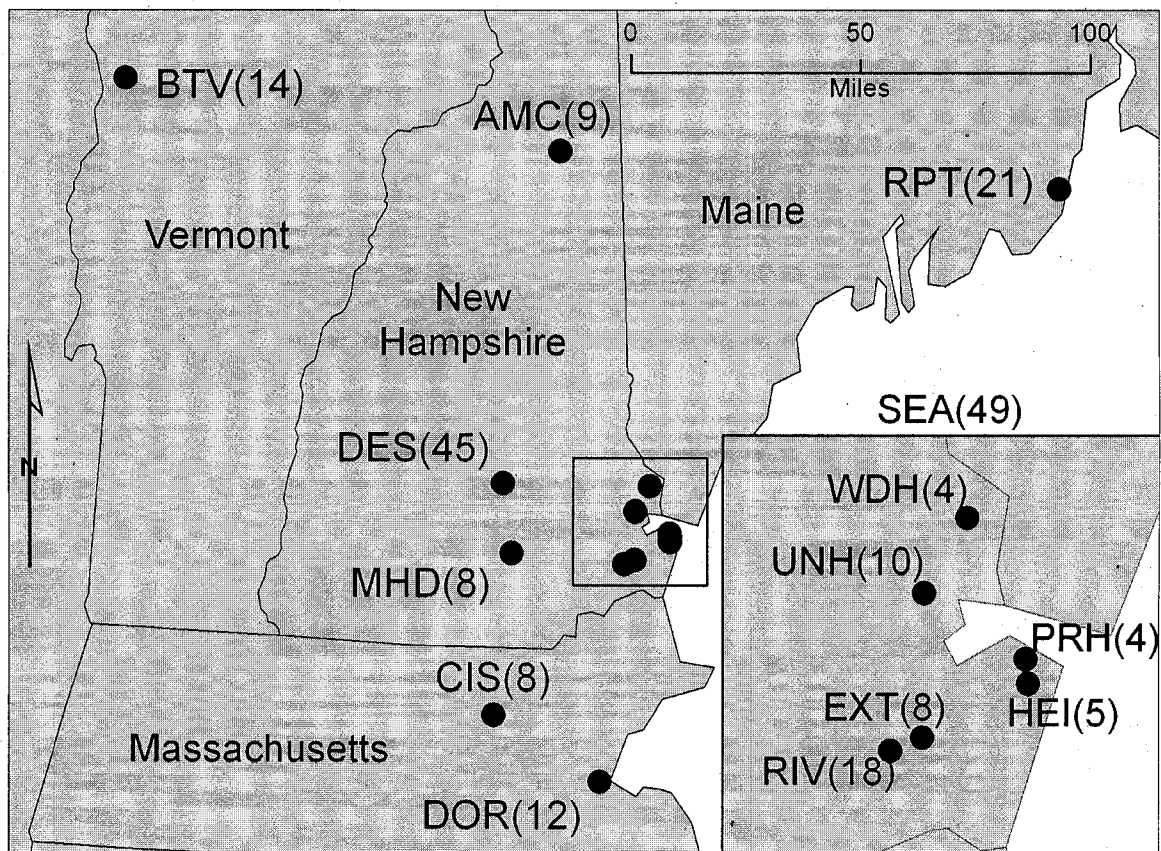 0 50 100
Miles
BTV(14)
AMC(9)
RPT(21)
Maine
Vermont
New
Hampshire
SEA(49)
DES(45)
N
MHD(8)
WDH(4)
UNH(10)
PRH(4)
HEI(5)
EXT(8)
RIV(18)
CIS(8)
Massachusetts
DOR(12)